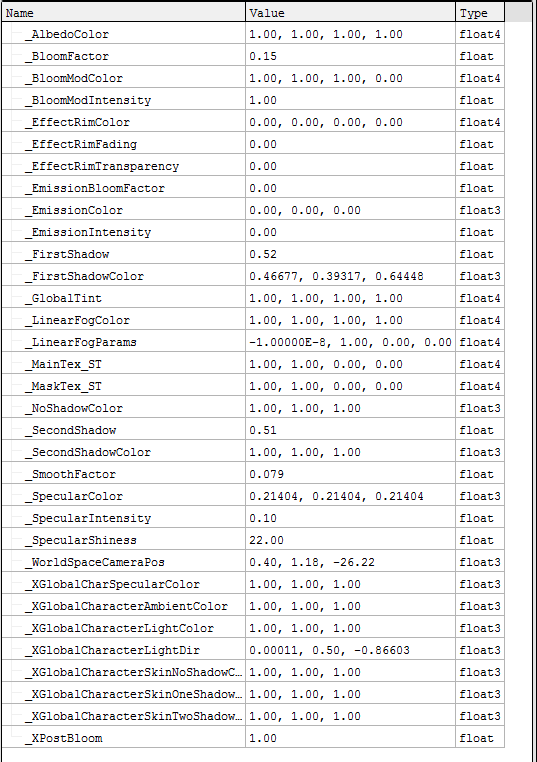 Name Value Type
_AlbedoColor 1.00, 1.00, 1.00, 1.00 float4
_BloomFactor 0.15 float
_BloomModColor 1.00, 1.00, 1.00, 0.00 float4
_BloomModIntensity 1.00 float
_EffectRimColor 0.00, 0.00, 0.00, 0.00 float4
_EffectRimFading 0.00 float
_EffectRimTransparency 0.00 float
_EmissionBloomFactor 0.00 float
_EmissionColor 0.00, 0.00, 0.00 float3
_EmissionIntensity 0.00 float
_FirstShadow 0.52 float
_FirstShadowColor 0.46677, 0.39317, 0.64448 float3
_GlobalTint 1.00, 1.00, 1.00, 1.00 float4
_LinearFogColor 1.00, 1.00, 1.00, 1.00 float4
_LinearFogParams -1.00000E-8, 1.00, 0.00, 0.00 float4
_MainTex_ST 1.00, 1.00, 0.00, 0.00 float4
_MaskTex_ST 1.00, 1.00, 0.00, 0.00 float4
_NoShadowColor 1.00, 1.00, 1.00 float3
_SecondShadow 0.51 float
_SecondShadowColor 1.00, 1.00, 1.00 float3
_SmoothFactor 0.079 float
_SpecularColor 0.21404, 0.21404, 0.21404 float3
_SpecularIntensity 0.10 float
_SpecularShiness 22.00 float
_WorldSpaceCameraPos 0.40, 1.18, -26.22 float3
_XGlobalCharSpecularColor 1.00, 1.00, 1.00 float3
_XGlobalCharacterAmbientColor 1.00, 1.00, 1.00 float3
_XGlobalCharacterLightColor 1.00, 1.00, 1.00 float3
_XGlobalCharacterLightDir 0.00011, 0.50, -0.86603 float3
_XGlobalCharacterSkinNoShadowC... 1.00, 1.00, 1.00 float3
_XGlobalCharacterSkinOneShadow... 1.00, 1.00, 1.00 float3
_XGlobalCharacterSkinTwoShadow... 1.00, 1.00, 1.00 float3
_XPostBloom 1.00 float